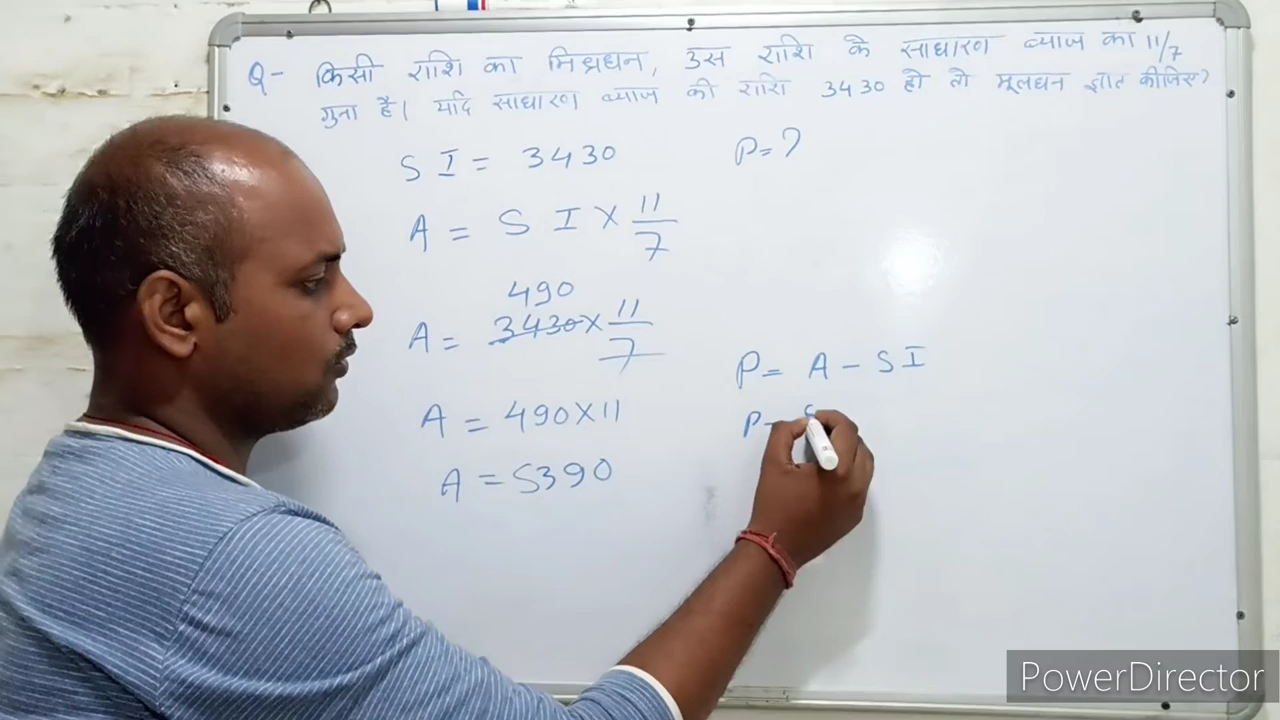 Q- किसी राशि का मिश्रधन, उस राशि के साधारण ब्याज का 11/7
गुना है। यदि साधारण ब्याज की राशि 3430 हो तो मूलधन ज्ञात कीजिए?
SI = 3430
P = ?
A = SI × 11/7
490
A = 3430 × 11/7
A = 490 × 11
A = 5390
P = A - SI
P =
PowerDirector